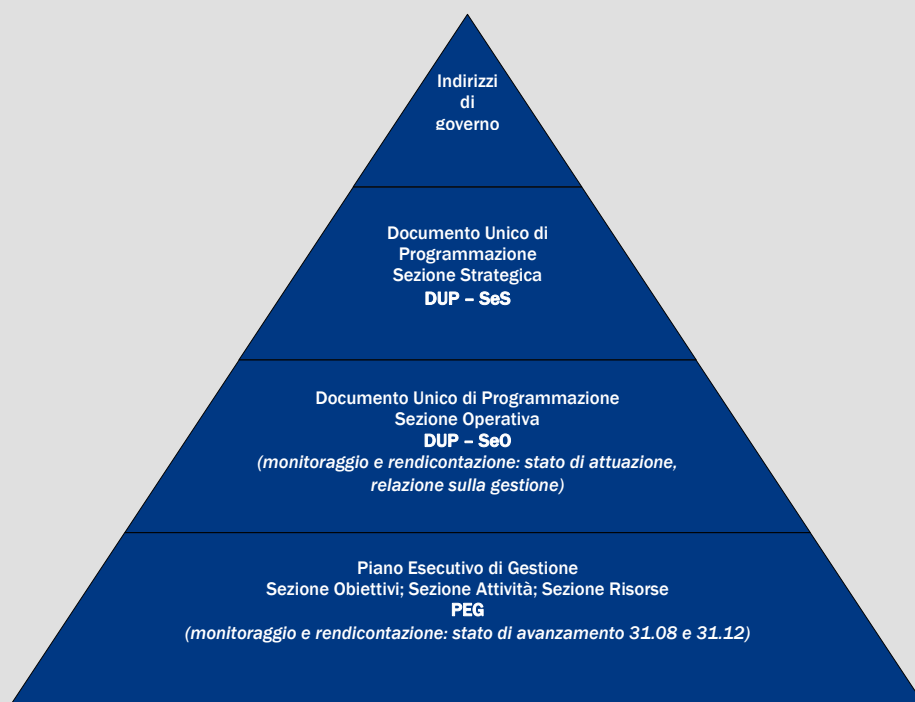 Indirizzi
di
governo
Documento Unico di
Programmazione
Sezione Strategica
DUP – SeS
Documento Unico di Programmazione
Sezione Operativa
DUP – SeO
(monitoraggio e rendicontazione: stato di attuazione,
relazione sulla gestione)
Piano Esecutivo di Gestione
Sezione Obiettivi; Sezione Attività; Sezione Risorse
PEG
(monitoraggio e rendicontazione: stato di avanzamento 31.08 e 31.12)